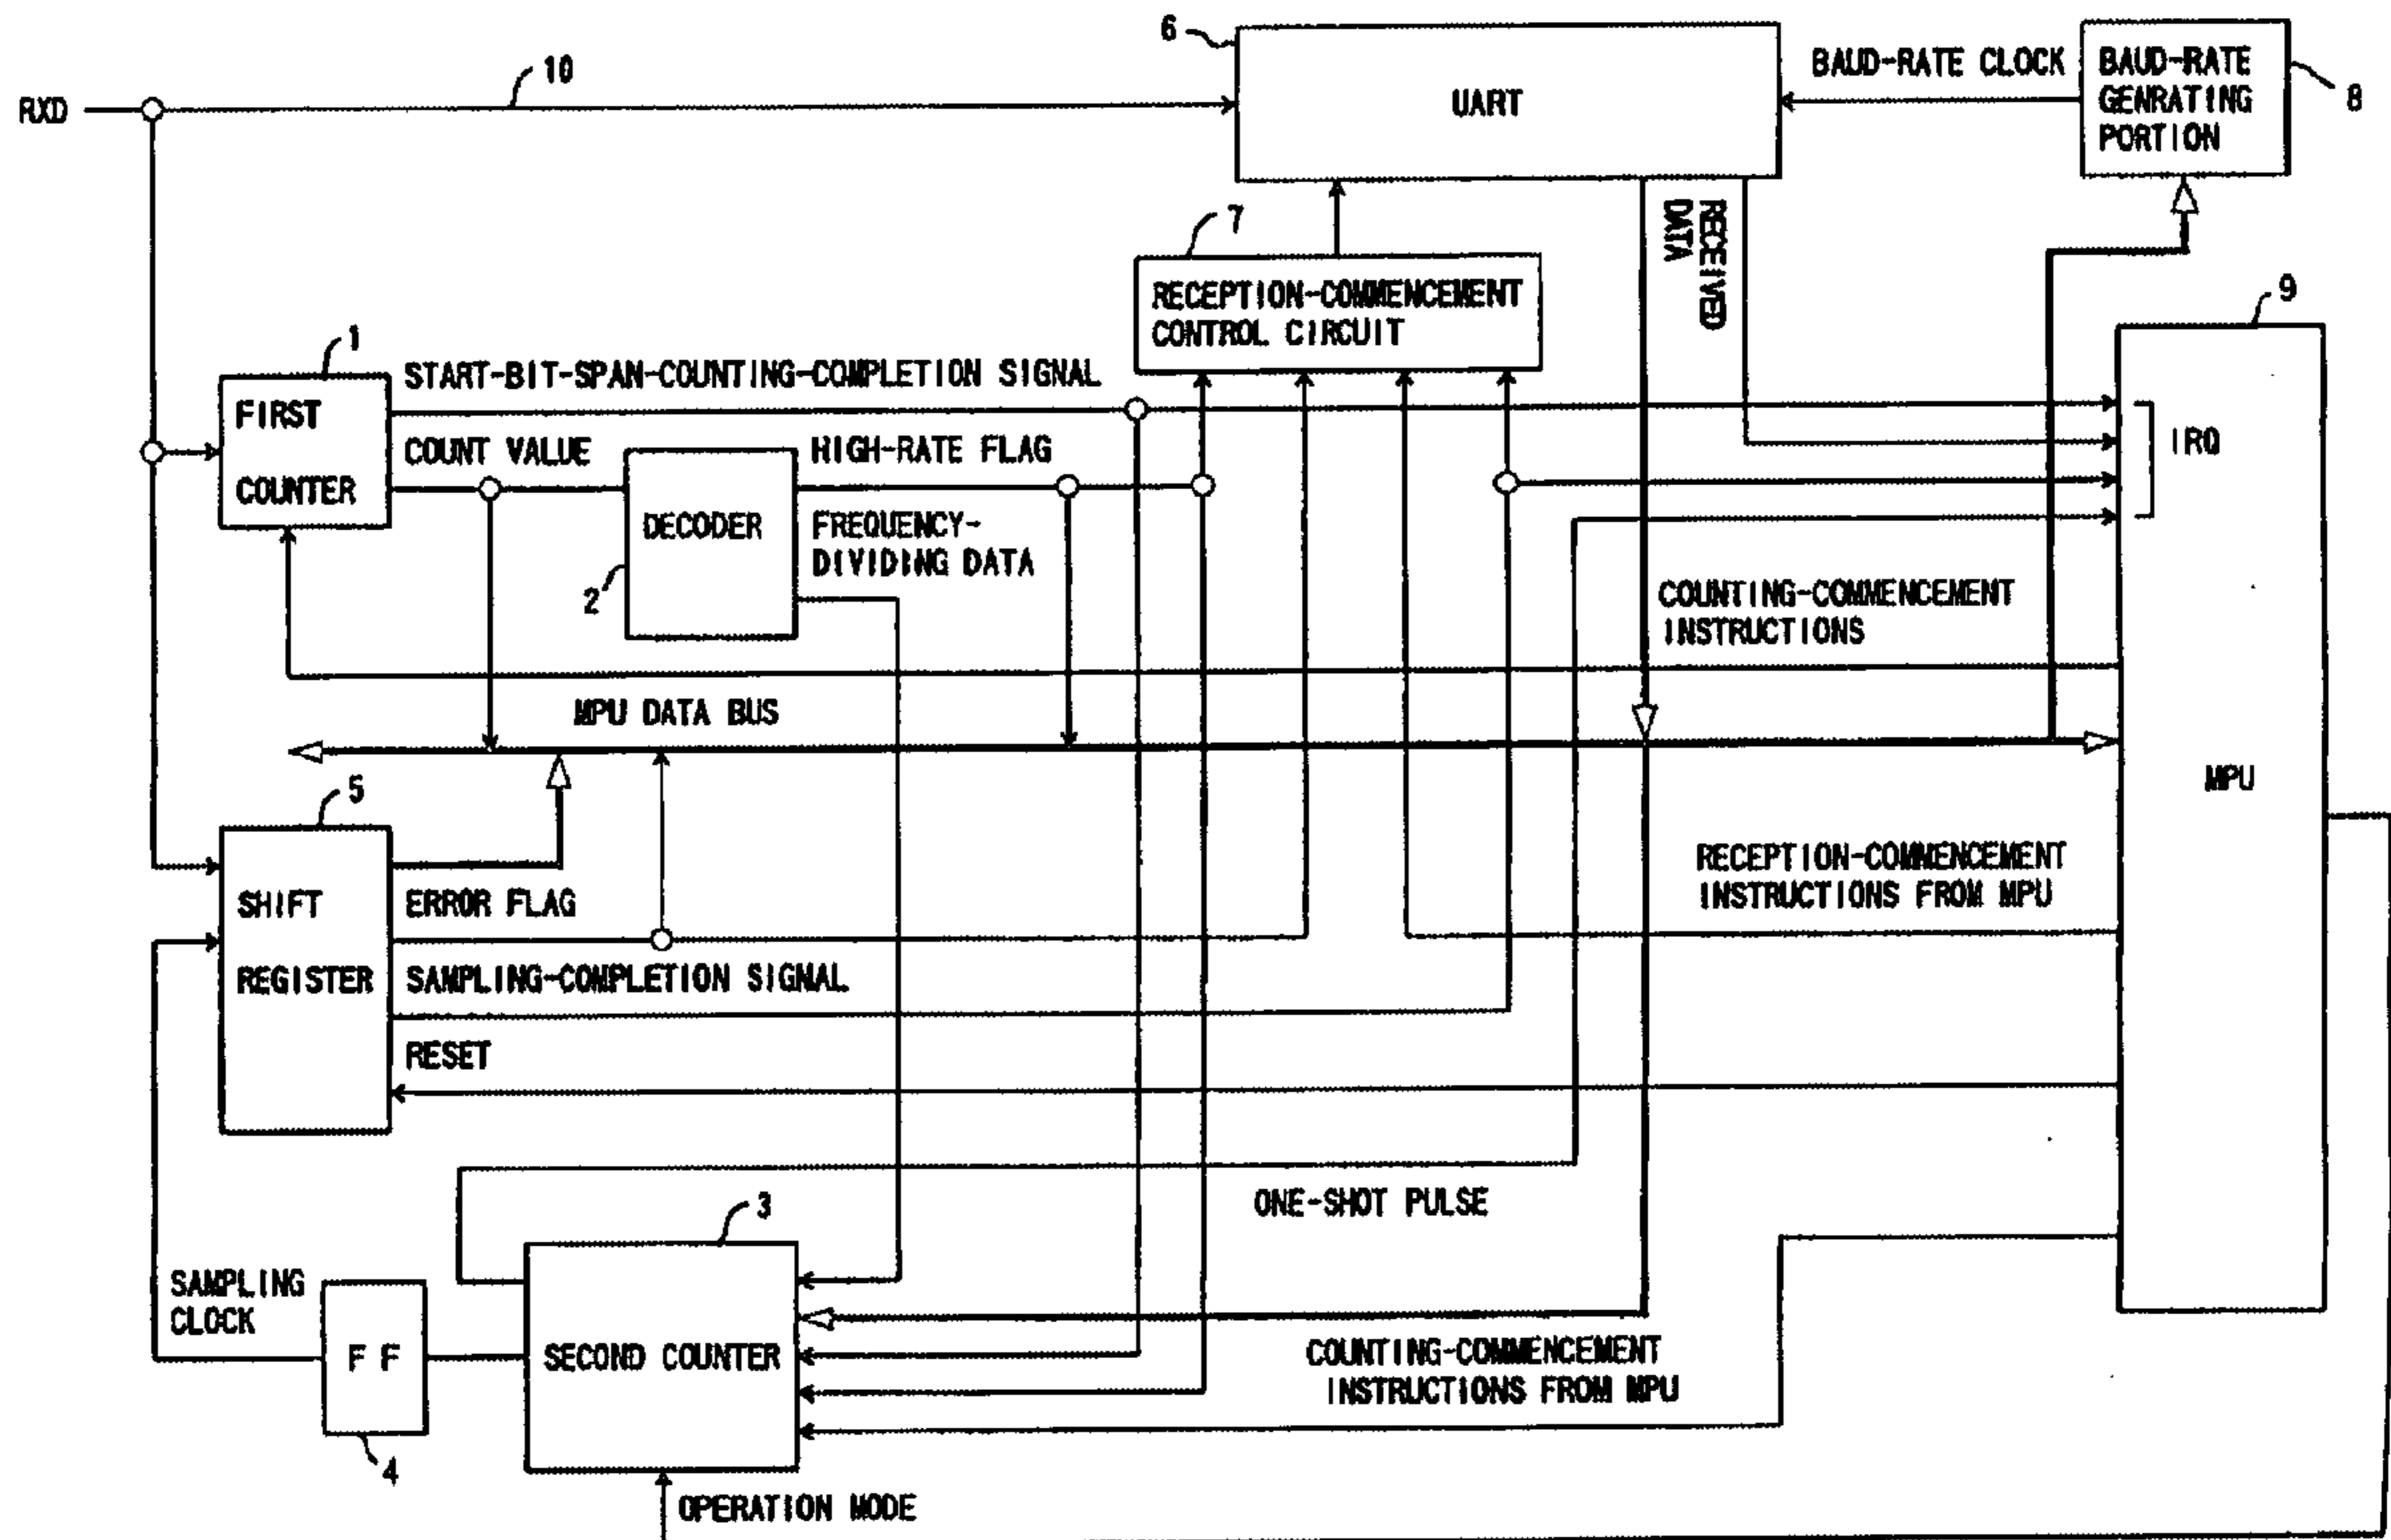 6
10
RXD
UART
BAUD-RATE CLOCK
BAUD-RATE
GENRATING
PORTION
8
7
RECEIVED
DATA
RECEPTION-COMMENCEMENT
CONTROL CIRCUIT
9
1
START-BIT-SPAN-COUNTING-COMPLETION SIGNAL
FIRST
COUNTER
COUNT VALUE
HIGH-RATE FLAG
IRQ
DECODER
2
FREQUENCY-
DIVIDING DATA
COUNTING-COMMENCEMENT
INSTRUCTIONS
MPU DATA BUS
MPU
5
SHIFT
REGISTER
ERROR FLAG
RECEPTION-COMMENCEMENT
INSTRUCTIONS FROM MPU
SAMPLING-COMPLETION SIGNAL
RESET
ONE-SHOT PULSE
3
SAMPLING
CLOCK
F F
4
SECOND COUNTER
COUNTING-COMMENCEMENT
INSTRUCTIONS FROM MPU
OPERATION MODE